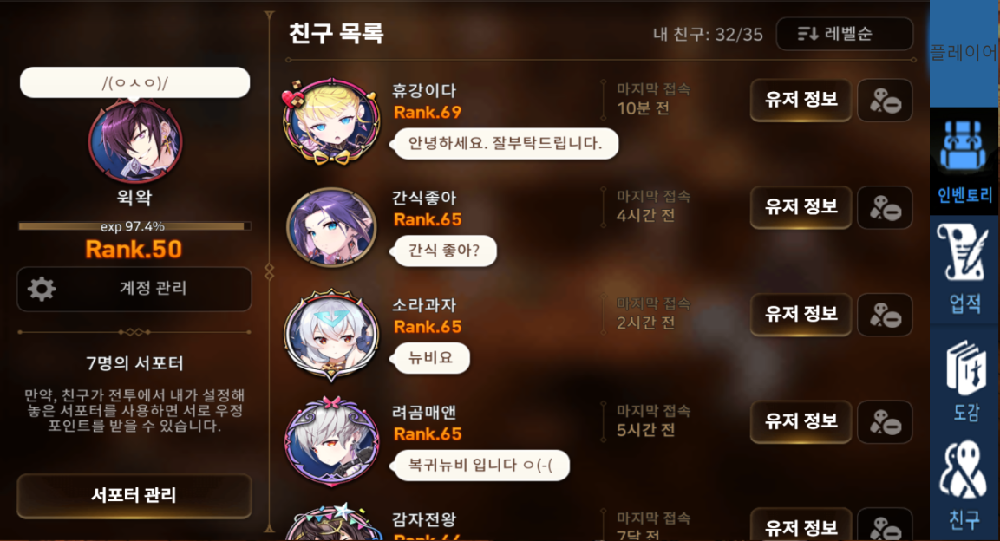 친구 목록
내 친구: 32/35
레벨순
플레이어
/(ㅇㅅㅇ)/
윅왁
exp 97.4%
Rank.50
계정 관리
7명의 서포터
만약, 친구가 전투에서 내가 설정해
놓은 서포터를 사용하면 서로 우정
포인트를 받을 수 있습니다.
서포터 관리
휴강이다
Rank.69
안녕하세요. 잘부탁드립니다.
마지막 접속
10분 전
유저 정보
간식좋아
Rank.65
간식 좋아?
마지막 접속
4시간 전
유저 정보
소라과자
Rank.65
뉴비요
마지막 접속
2시간 전
유저 정보
려곰매앤
Rank.65
복귀뉴비 입니다 ㅇ(-(
마지막 접속
5시간 전
유저 정보
감자전왕
Rank.64
마지막 접속
7달 전
유저 정보
인벤토리
업적
도감
친구